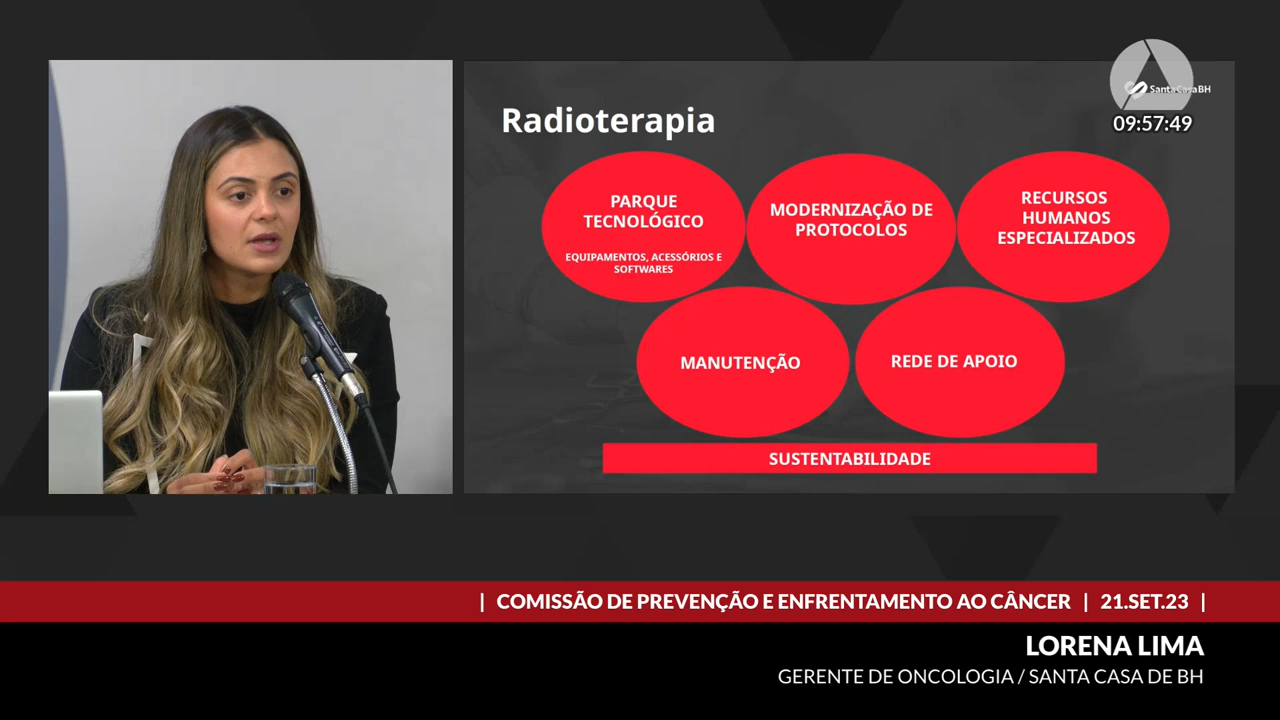 SantaCasaBH
09:57:49
Radioterapia
PARQUE
TECNOLÓGICO
EQUIPAMENTOS, ACESSÓRIOS E
SOFTWARES
MODERNIZAÇÃO DE
PROTOCOLOS
RECURSOS
HUMANOS
ESPECIALIZADOS
MANUTENÇÃO
REDE DE APOIO
SUSTENTABILIDADE
| COMISSÃO DE PREVENÇÃO E ENFRENTAMENTO AO CÂNCER | 21.SET.23 |
LORENA LIMA
GERENTE DE ONCOLOGIA / SANTA CASA DE BH